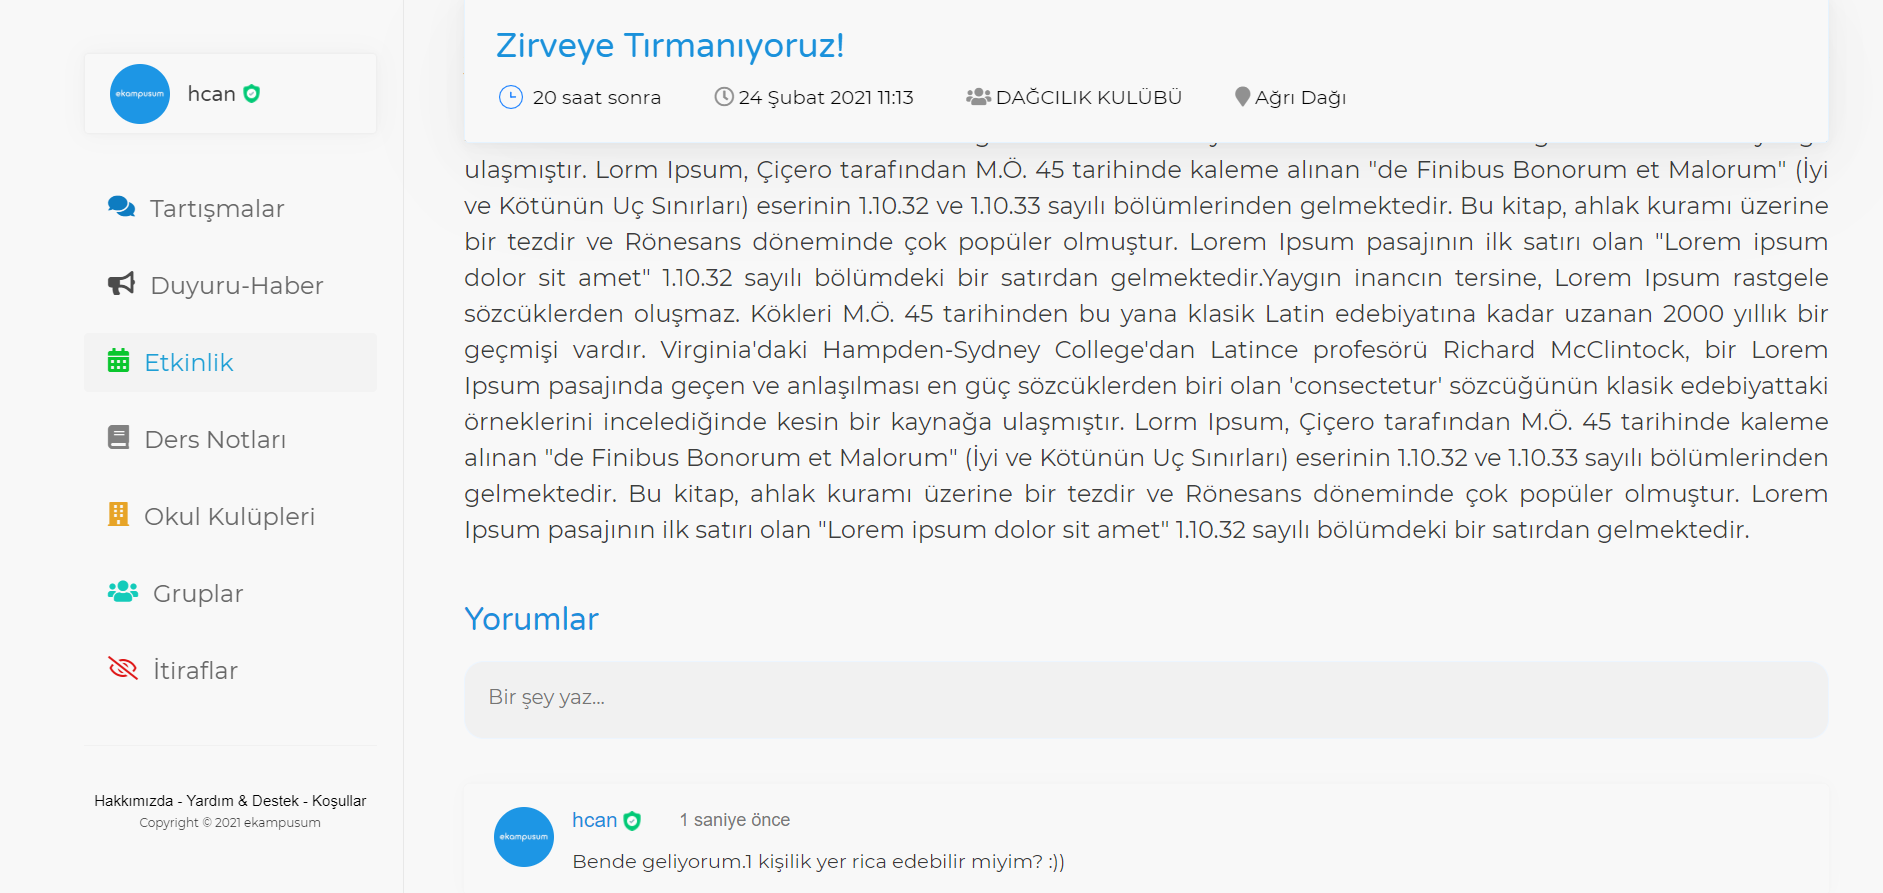 ekampusum
hcan
Tartışmalar
Duyuru-Haber
Etkinlik
Ders Notları
Okul Kulüpleri
Gruplar
İtiraflar
Hakkımızda - Yardım & Destek - Koşullar
Copyright © 2021 ekampusum
Zirveye Tırmanıyoruz!
20 saat sonra 24 Şubat 2021 11:13 DAĞCILIK KULÜBÜ Ağrı Dağı
ulaşmıştır. Lorm Ipsum, Çiçero tarafından M.Ö. 45 tarihinde kaleme alınan "de Finibus Bonorum et Malorum" (İyi
ve Kötünün Uç Sınırları) eserinin 1.10.32 ve 1.10.33 sayılı bölümlerinden gelmektedir. Bu kitap, ahlak kuramı üzerine
bir tezdir ve Rönesans döneminde çok popüler olmuştur. Lorem Ipsum pasajının ilk satırı olan "Lorem ipsum
dolor sit amet" 1.10.32 sayılı bölümdeki bir satırdan gelmektedir.Yaygın inancın tersine, Lorem Ipsum rastgele
sözcüklerden oluşmaz. Kökleri M.Ö. 45 tarihinden bu yana klasik Latin edebiyatına kadar uzanan 2000 yıllık bir
geçmişi vardır. Virginia'daki Hampden-Sydney College'dan Latince profesörü Richard McClintock, bir Lorem
Ipsum pasajında geçen ve anlaşılması en güç sözcüklerden biri olan 'consectetur' sözcüğünün klasik edebiyattaki
örneklerini incelediğinde kesin bir kaynağa ulaşmıştır. Lorm Ipsum, Çiçero tarafından M.Ö. 45 tarihinde kaleme
alınan "de Finibus Bonorum et Malorum" (İyi ve Kötünün Uç Sınırları) eserinin 1.10.32 ve 1.10.33 sayılı bölümlerinden
gelmektedir. Bu kitap, ahlak kuramı üzerine bir tezdir ve Rönesans döneminde çok popüler olmuştur. Lorem
Ipsum pasajının ilk satırı olan "Lorem ipsum dolor sit amet" 1.10.32 sayılı bölümdeki bir satırdan gelmektedir.
Yorumlar
Bir şey yaz...
ekampusum
hcan 1 saniye önce
Bende geliyorum.1 kişilik yer rica edebilir miyim? :))